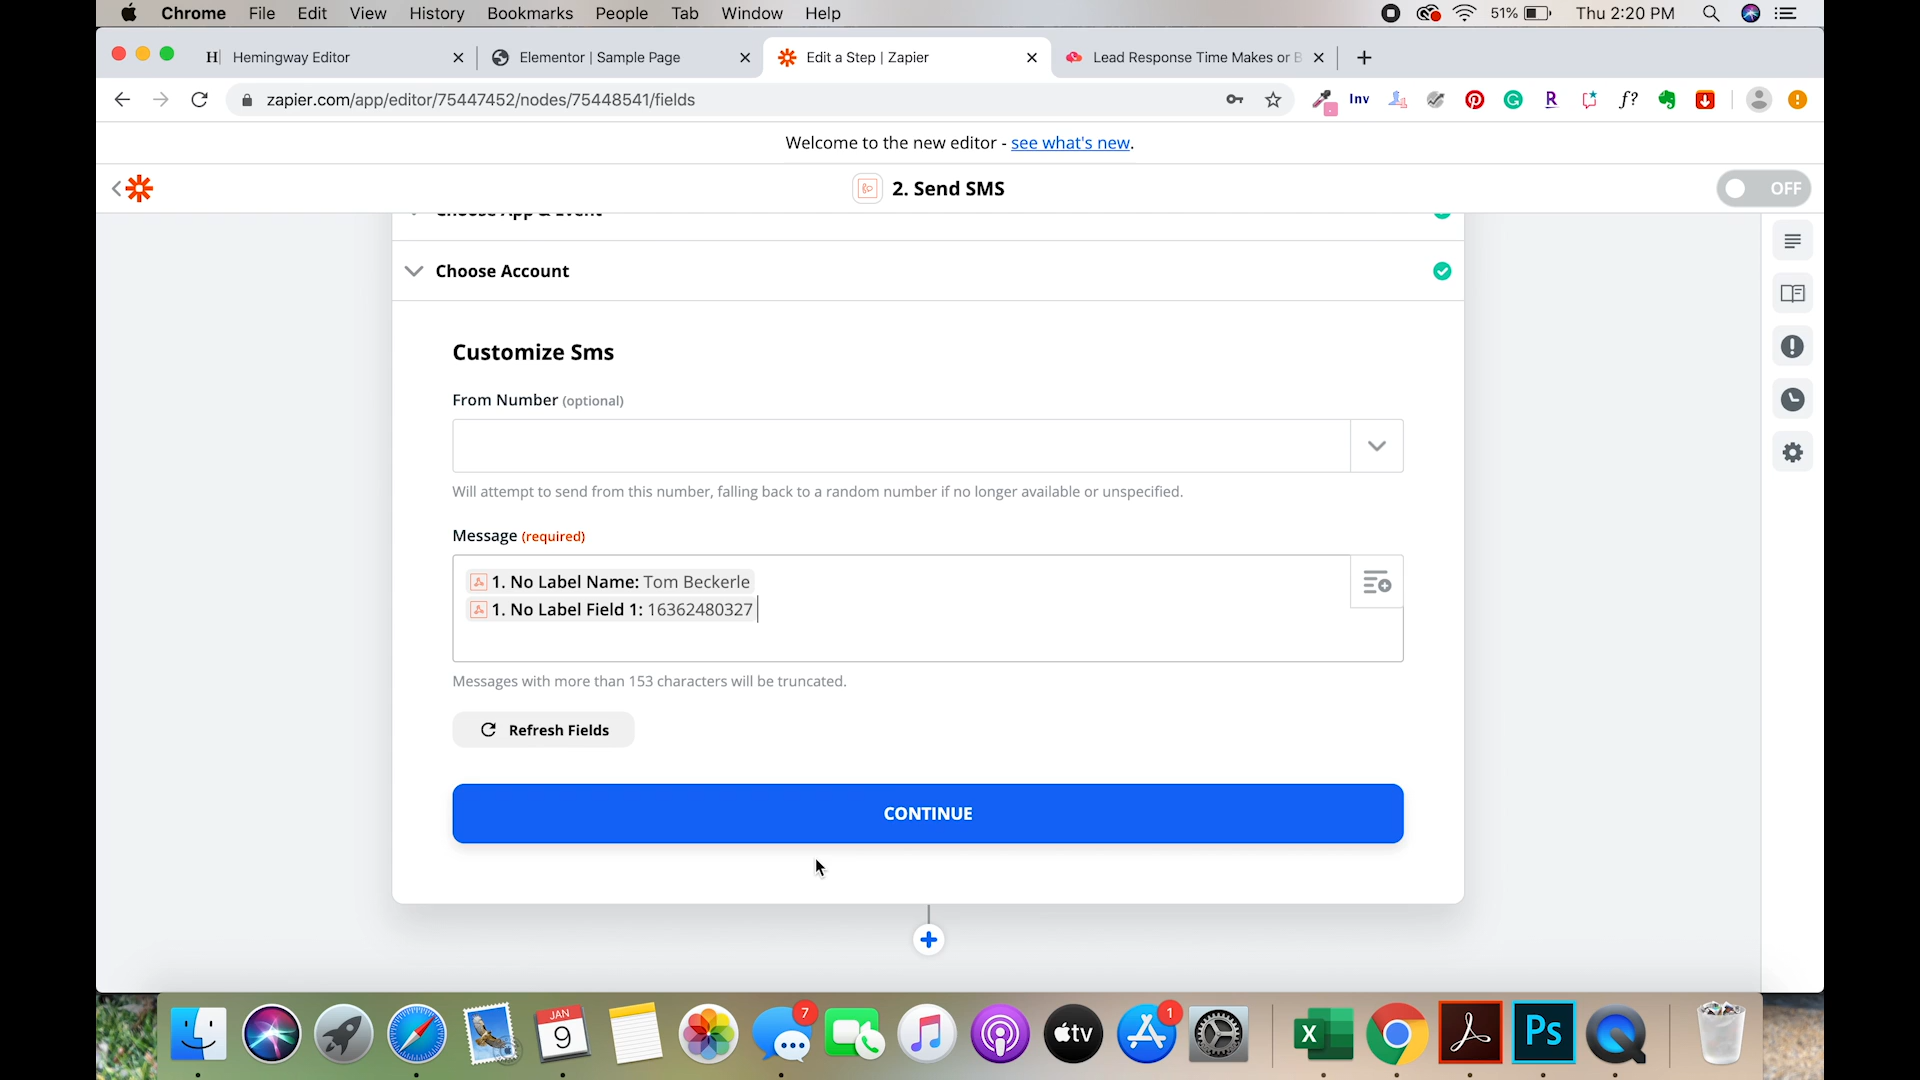 Chrome File Edit View History Bookmarks People Tab Window Help 51% Thu 2:20 PM
Hemingway Editor
Elementor | Sample Page
Edit a Step | Zapier
Lead Response Time Makes or B
zapier.com/app/editor/75447452/nodes/75448541/fields
Inv
R
f?
Welcome to the new editor - see what's new.
2. Send SMS
OFF
Choose App & Event
Choose Account
Customize Sms
From Number (optional)
Will attempt to send from this number, falling back to a random number if no longer available or unspecified.
Message (required)
1. No Label Name: Tom Beckerle
1. No Label Field 1: 16362480327
Messages with more than 153 characters will be truncated.
Refresh Fields
CONTINUE
JAN
9
7
tv
1
X
Ps